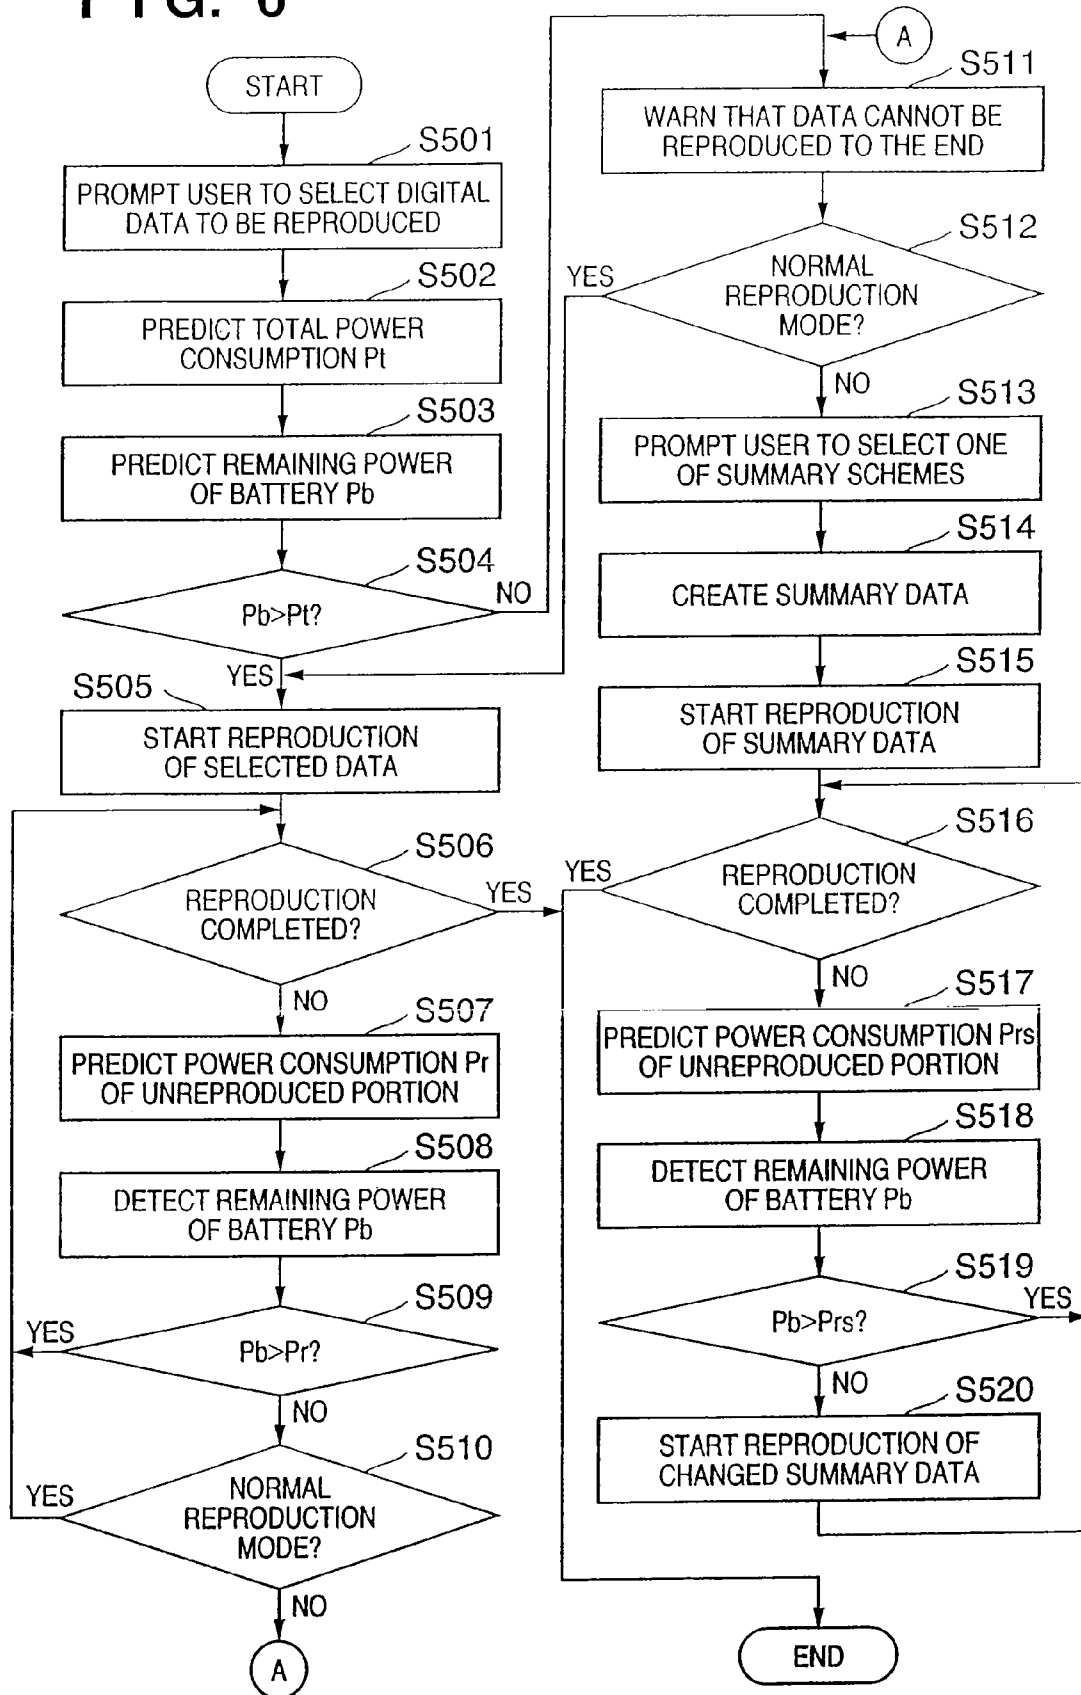 START
S501
PROMPT USER TO SELECT DIGITAL
DATA TO BE REPRODUCED
S502
PREDICT TOTAL POWER
CONSUMPTION Pt
S503
PREDICT REMAINING POWER
OF BATTERY Pb
S504
Pb>Pt?
NO
YES
S505
START REPRODUCTION
OF SELECTED DATA
S506
REPRODUCTION
COMPLETED?
YES
NO
S507
PREDICT POWER CONSUMPTION Pr
OF UNREPRODUCED PORTION
S508
DETECT REMAINING POWER
OF BATTERY Pb
S509
Pb>Pr?
YES
NO
S510
NORMAL
REPRODUCTION
MODE?
YES
NO
A
A
S511
WARN THAT DATA CANNOT BE
REPRODUCED TO THE END
S512
NORMAL
REPRODUCTION
MODE?
YES
NO
S513
PROMPT USER TO SELECT ONE
OF SUMMARY SCHEMES
S514
CREATE SUMMARY DATA
S515
START REPRODUCTION
OF SUMMARY DATA
S516
REPRODUCTION
COMPLETED?
YES
NO
S517
PREDICT POWER CONSUMPTION Prs
OF UNREPRODUCED PORTION
S518
DETECT REMAINING POWER
OF BATTERY Pb
S519
Pb>Prs?
YES
NO
S520
START REPRODUCTION OF
CHANGED SUMMARY DATA
END